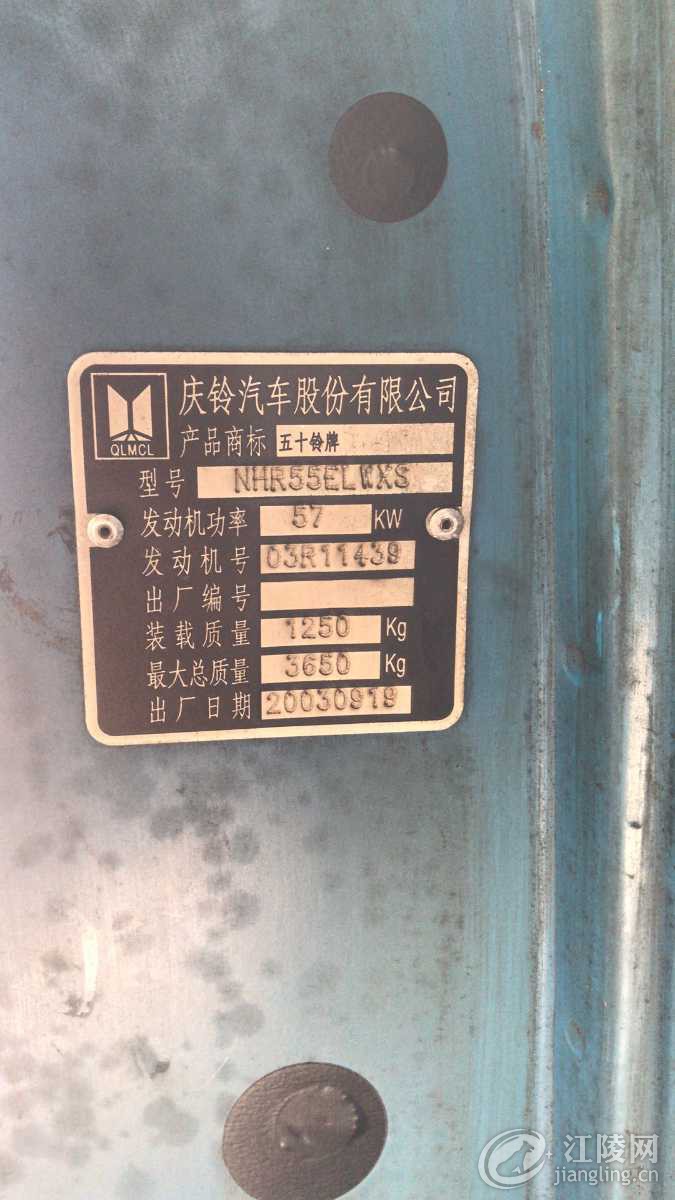 庆铃汽车股份有限公司
QLMCL
产品商标 五十铃牌
型号 NHR55ELWXS
发动机功率 57 KW
发动机号 03R11439
出厂编号
装载质量 1250 Kg
最大总质量 3650 Kg
出厂日期 20030919
江陵网
jiangling.cn